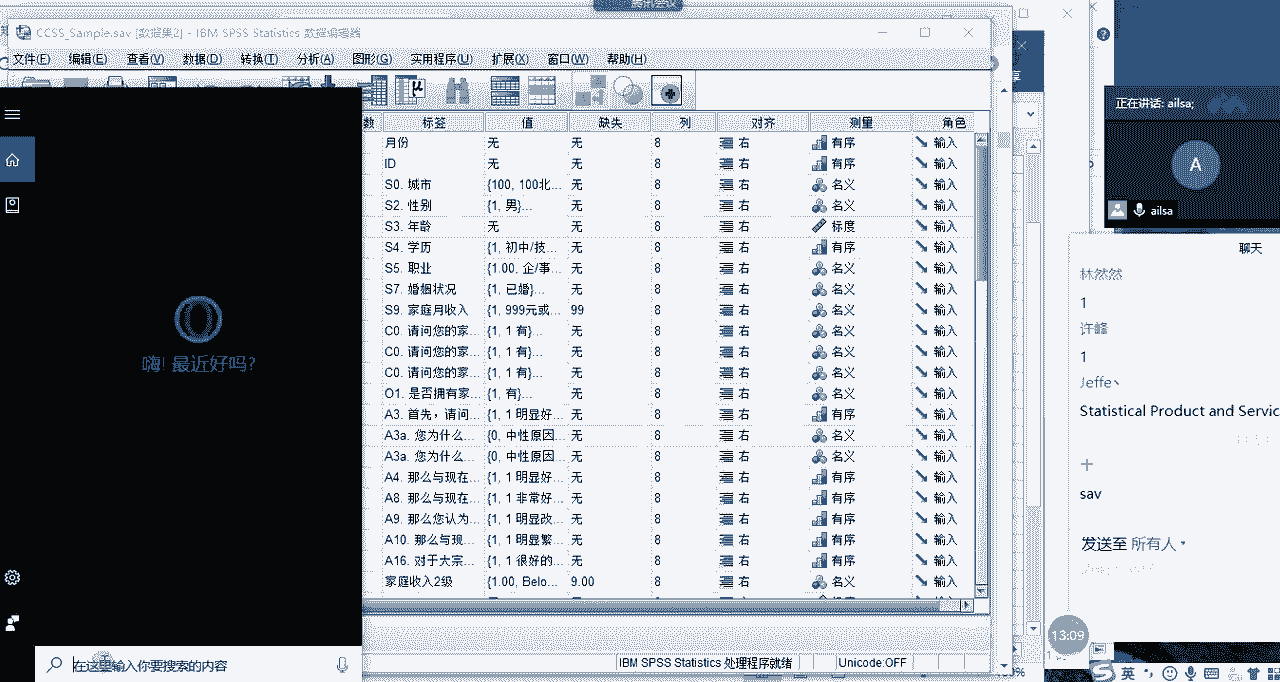 腾讯会议
CCSS_Sample.sav [数据集2] - IBM SPSS Statistics 数据编辑器
文件(F) 编辑(E) 查看(V) 数据(D) 转换(T) 分析(A) 图形(G) 实用程序(U) 扩展(X) 窗口(W) 帮助(H)
数 标签 值 缺失 列 对齐 测量 角色
月份 无 无 8 右 有序 输入
ID 无 无 8 右 有序 输入
S0. 城市 {100, 100北... 无 8 右 名义 输入
S2. 性别 {1, 男}... 无 8 右 名义 输入
S3. 年龄 无 无 8 右 标度 输入
S4. 学历 {1, 初中/技... 无 8 右 有序 输入
S5. 职业 {1.00, 企/事... 无 8 右 名义 输入
S7. 婚姻状况 {1, 已婚}... 无 8 右 名义 输入
S9. 家庭月收入 {1, 999元或... 99 8 右 名义 输入
C0. 请问您的家... {1, 1 有}... 无 8 右 名义 输入
C0. 请问您的家... {1, 1 有}... 无 8 右 名义 输入
C0. 请问您的家... {1, 1 有}... 无 8 右 名义 输入
O1. 是否拥有家... {1, 有}... 无 8 右 名义 输入
A3. 首先，请问... {1, 1 明显好... 无 8 右 有序 输入
A3a. 您为什么... {0, 中性原因... 无 8 右 名义 输入
A3a. 您为什么... {0, 中性原因... 无 8 右 名义 输入
A4. 那么与现在... {1, 1 明显好... 无 8 右 有序 输入
A8. 那么与现在... {1, 1 非常好... 无 8 右 有序 输入
A9. 那么您认为... {1, 1 明显改... 无 8 右 有序 输入
A10. 那么与现... {1, 1 明显繁... 无 8 右 有序 输入
A16. 对于大宗... {1, 1 很好的... 无 8 右 有序 输入
家庭收入2级 {1.00, Belo... 9.00 8 右 名义 输入
IBM SPSS Statistics 处理程序就绪 Unicode:OFF
嗨! 最近好吗?
在这里输入你要搜索的内容
正在讲话: ailsa;
A
ailsa
聊天
林然然
1
许峰
1
Jeffe丶
Statistical Product and Servic
sav
发送至 所有人
13:09
英